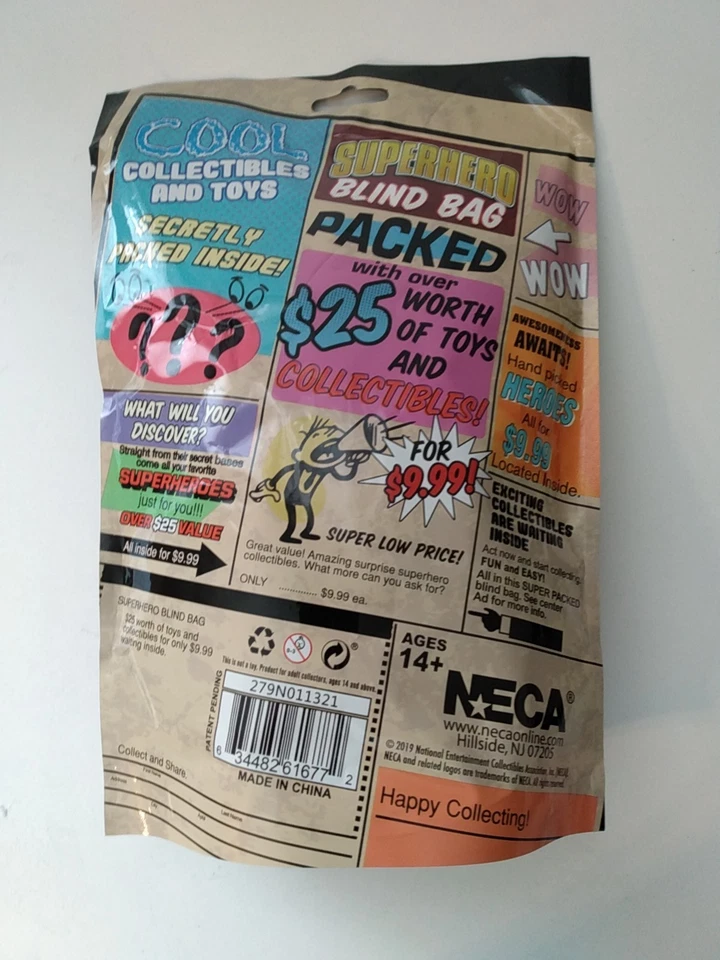 COOL
COLLECTIBLES
AND TOYS
SECRETLY
PACKED INSIDE!
???
WHAT WILL YOU
DISCOVER?
Straight from their secret bases
come all your favorite
SUPERHEROES
just for you!!!
OVER $25 VALUE
All inside for $9.99
SUPERHERO
BLIND BAG
PACKED
with over
$25 WORTH
OF TOYS
AND
COLLECTIBLES!
FOR
$9.99!
SUPER LOW PRICE!
Great value! Amazing surprise superhero
collectibles. What more can you ask for?
ONLY .............. $9.99 ea.
WOW
WOW
AWESOMENESS
AWAITS!
Hand picked
HEROES
All for
$9.99
Located Inside.
EXCITING
COLLECTIBLES
ARE WAITING
INSIDE
Act now and start collecting.
FUN and EASY!
All in this SUPER PACKED
blind bag. See center
Ad for more info.
SUPERHERO BLIND BAG
$25 worth of toys and
collectibles for only $9.99
waiting inside.
0-3
®
This is not a toy. Product for adult collectors, ages 14 and above.
PATENT PENDING
279N011321
6 34482 61677 2
MADE IN CHINA
Collect and Share.
First Name
Address
City
Apt#
Last Name
AGES
14+
NECA®
www.necaonline.com
Hillside, NJ 07205
© 2019 National Entertainment Collectibles Association, Inc. (NECA).
NECA and related logos are trademarks of NECA. All rights reserved.
Happy Collecting!